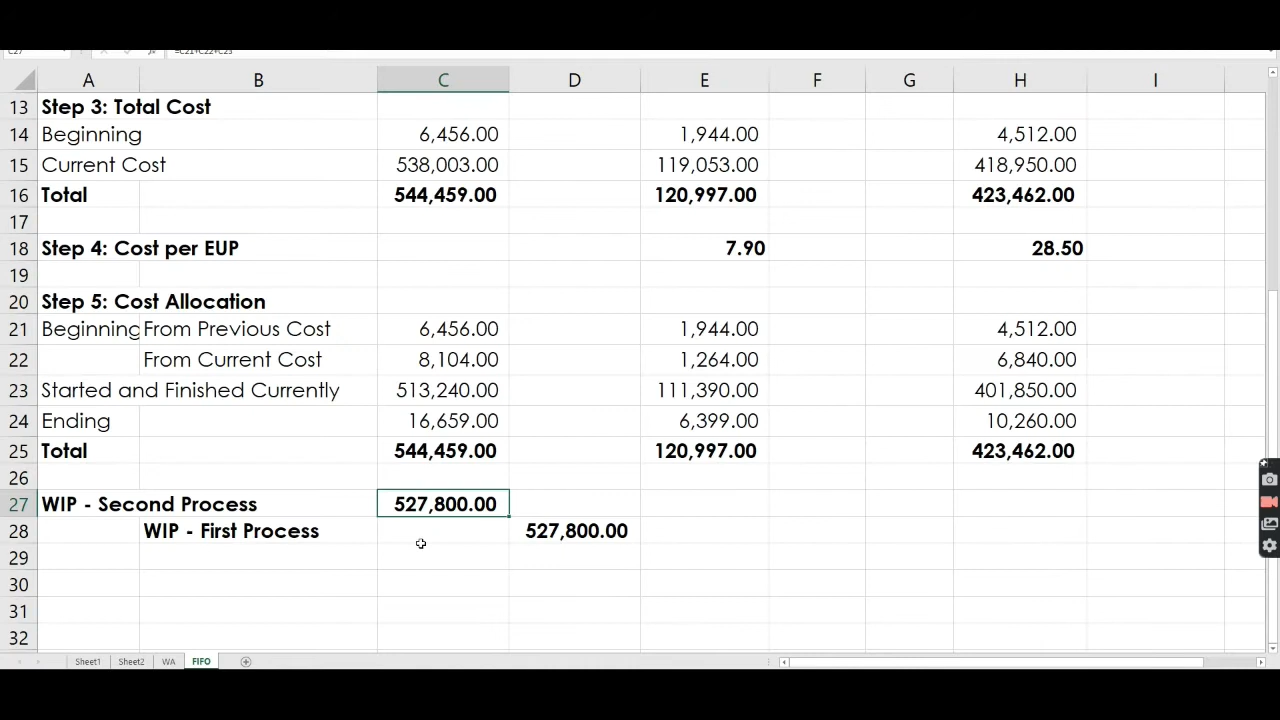 C27 fx =C21+C22+C23
A B C D E F G H I
13 Step 3: Total Cost
14 Beginning 6,456.00 1,944.00 4,512.00
15 Current Cost 538,003.00 119,053.00 418,950.00
16 Total 544,459.00 120,997.00 423,462.00
17
18 Step 4: Cost per EUP 7.90 28.50
19
20 Step 5: Cost Allocation
21 Beginning From Previous Cost 6,456.00 1,944.00 4,512.00
22 From Current Cost 8,104.00 1,264.00 6,840.00
23 Started and Finished Currently 513,240.00 111,390.00 401,850.00
24 Ending 16,659.00 6,399.00 10,260.00
25 Total 544,459.00 120,997.00 423,462.00
26
27 WIP - Second Process 527,800.00
28 WIP - First Process 527,800.00
29
30
31
32
Sheet1 Sheet2 WA FIFO